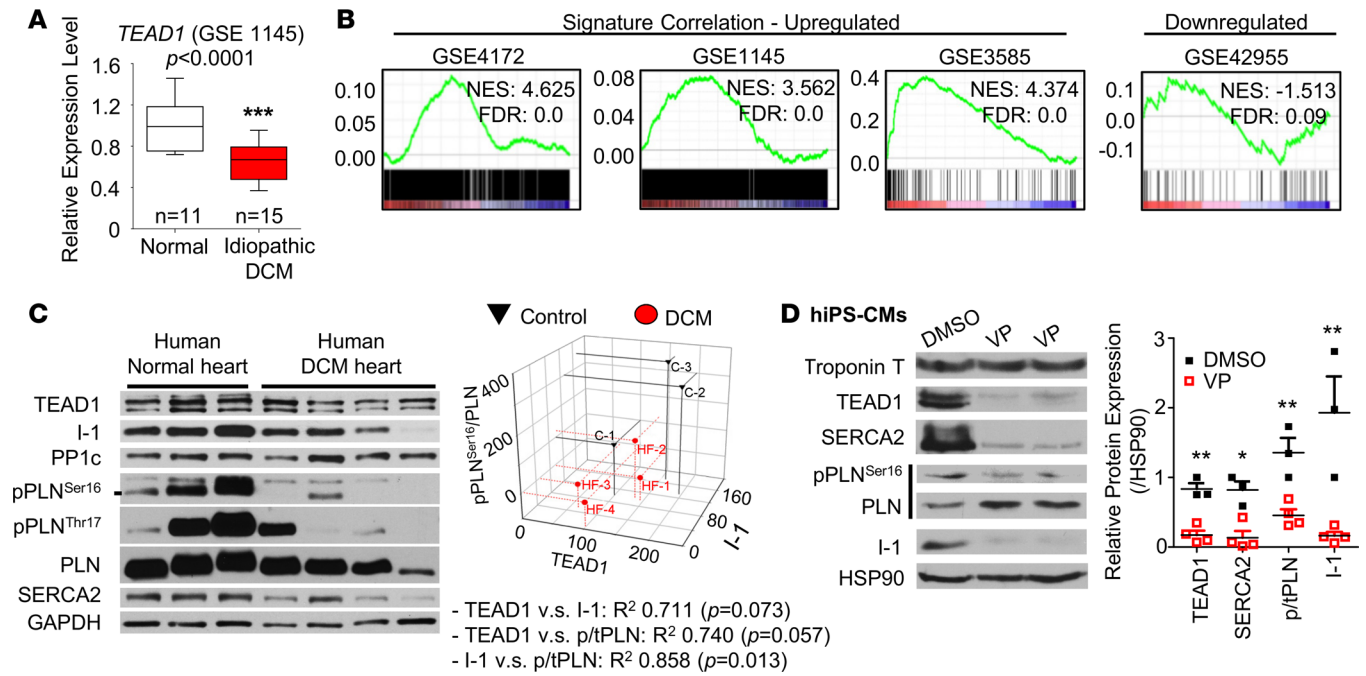 A
TEAD1 (GSE 1145)
p<0.0001
Relative Expression Level
1.6
1.2
0.8
0.4
0
***
n=11
n=15
Normal
Idiopathic
DCM
B
Signature Correlation - Upregulated
Downregulated
GSE4172
GSE1145
GSE3585
GSE42955
0.10
0.05
0.00
NES: 4.625
FDR: 0.0
0.08
0.04
0.00
NES: 3.562
FDR: 0.0
0.4
0.2
0.0
NES: 4.374
FDR: 0.0
0.1
0.0
-0.1
NES: -1.513
FDR: 0.09
C
Human
Normal heart
Human
DCM heart
TEAD1
I-1
PP1c
pPLNSer16
pPLNThr17
PLN
SERCA2
GAPDH
Control
DCM
pPLNSer16/PLN
400
200
0
C-3
C-2
C-1
HF-2
HF-1
HF-3
HF-4
0
100
200
TEAD1
0
80
160
I-1
- TEAD1 v.s. I-1: R2 0.711 (p=0.073)
- TEAD1 v.s. p/tPLN: R2 0.740 (p=0.057)
- I-1 v.s. p/tPLN: R2 0.858 (p=0.013)
D hiPS-CMs
DMSO
VP
VP
Troponin T
TEAD1
SERCA2
pPLNSer16
PLN
I-1
HSP90
Relative Protein Expression
(/HSP90)
3
2
1
0
DMSO
VP
**
*
**
**
TEAD1
SERCA2
p/tPLN
I-1